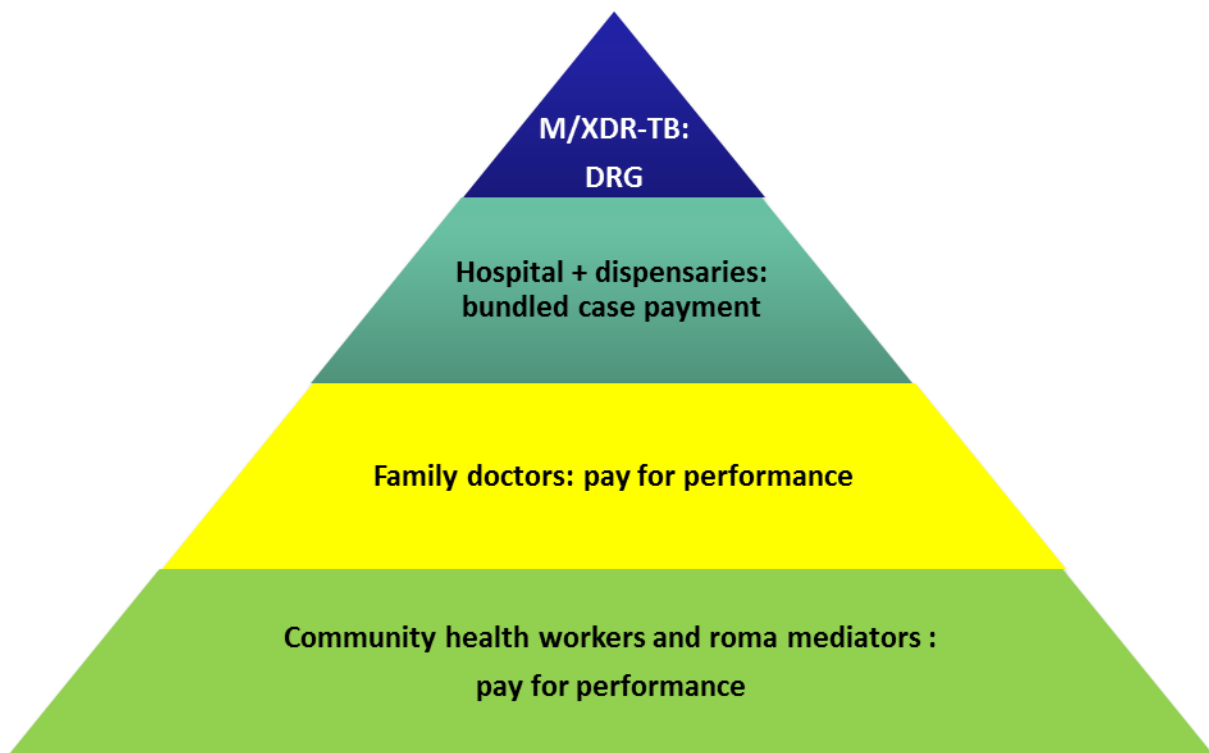 M/XDR-TB:
DRG
Hospital + dispensaries:
bundled case payment
Family doctors: pay for performance
Community health workers and roma mediators :
pay for performance